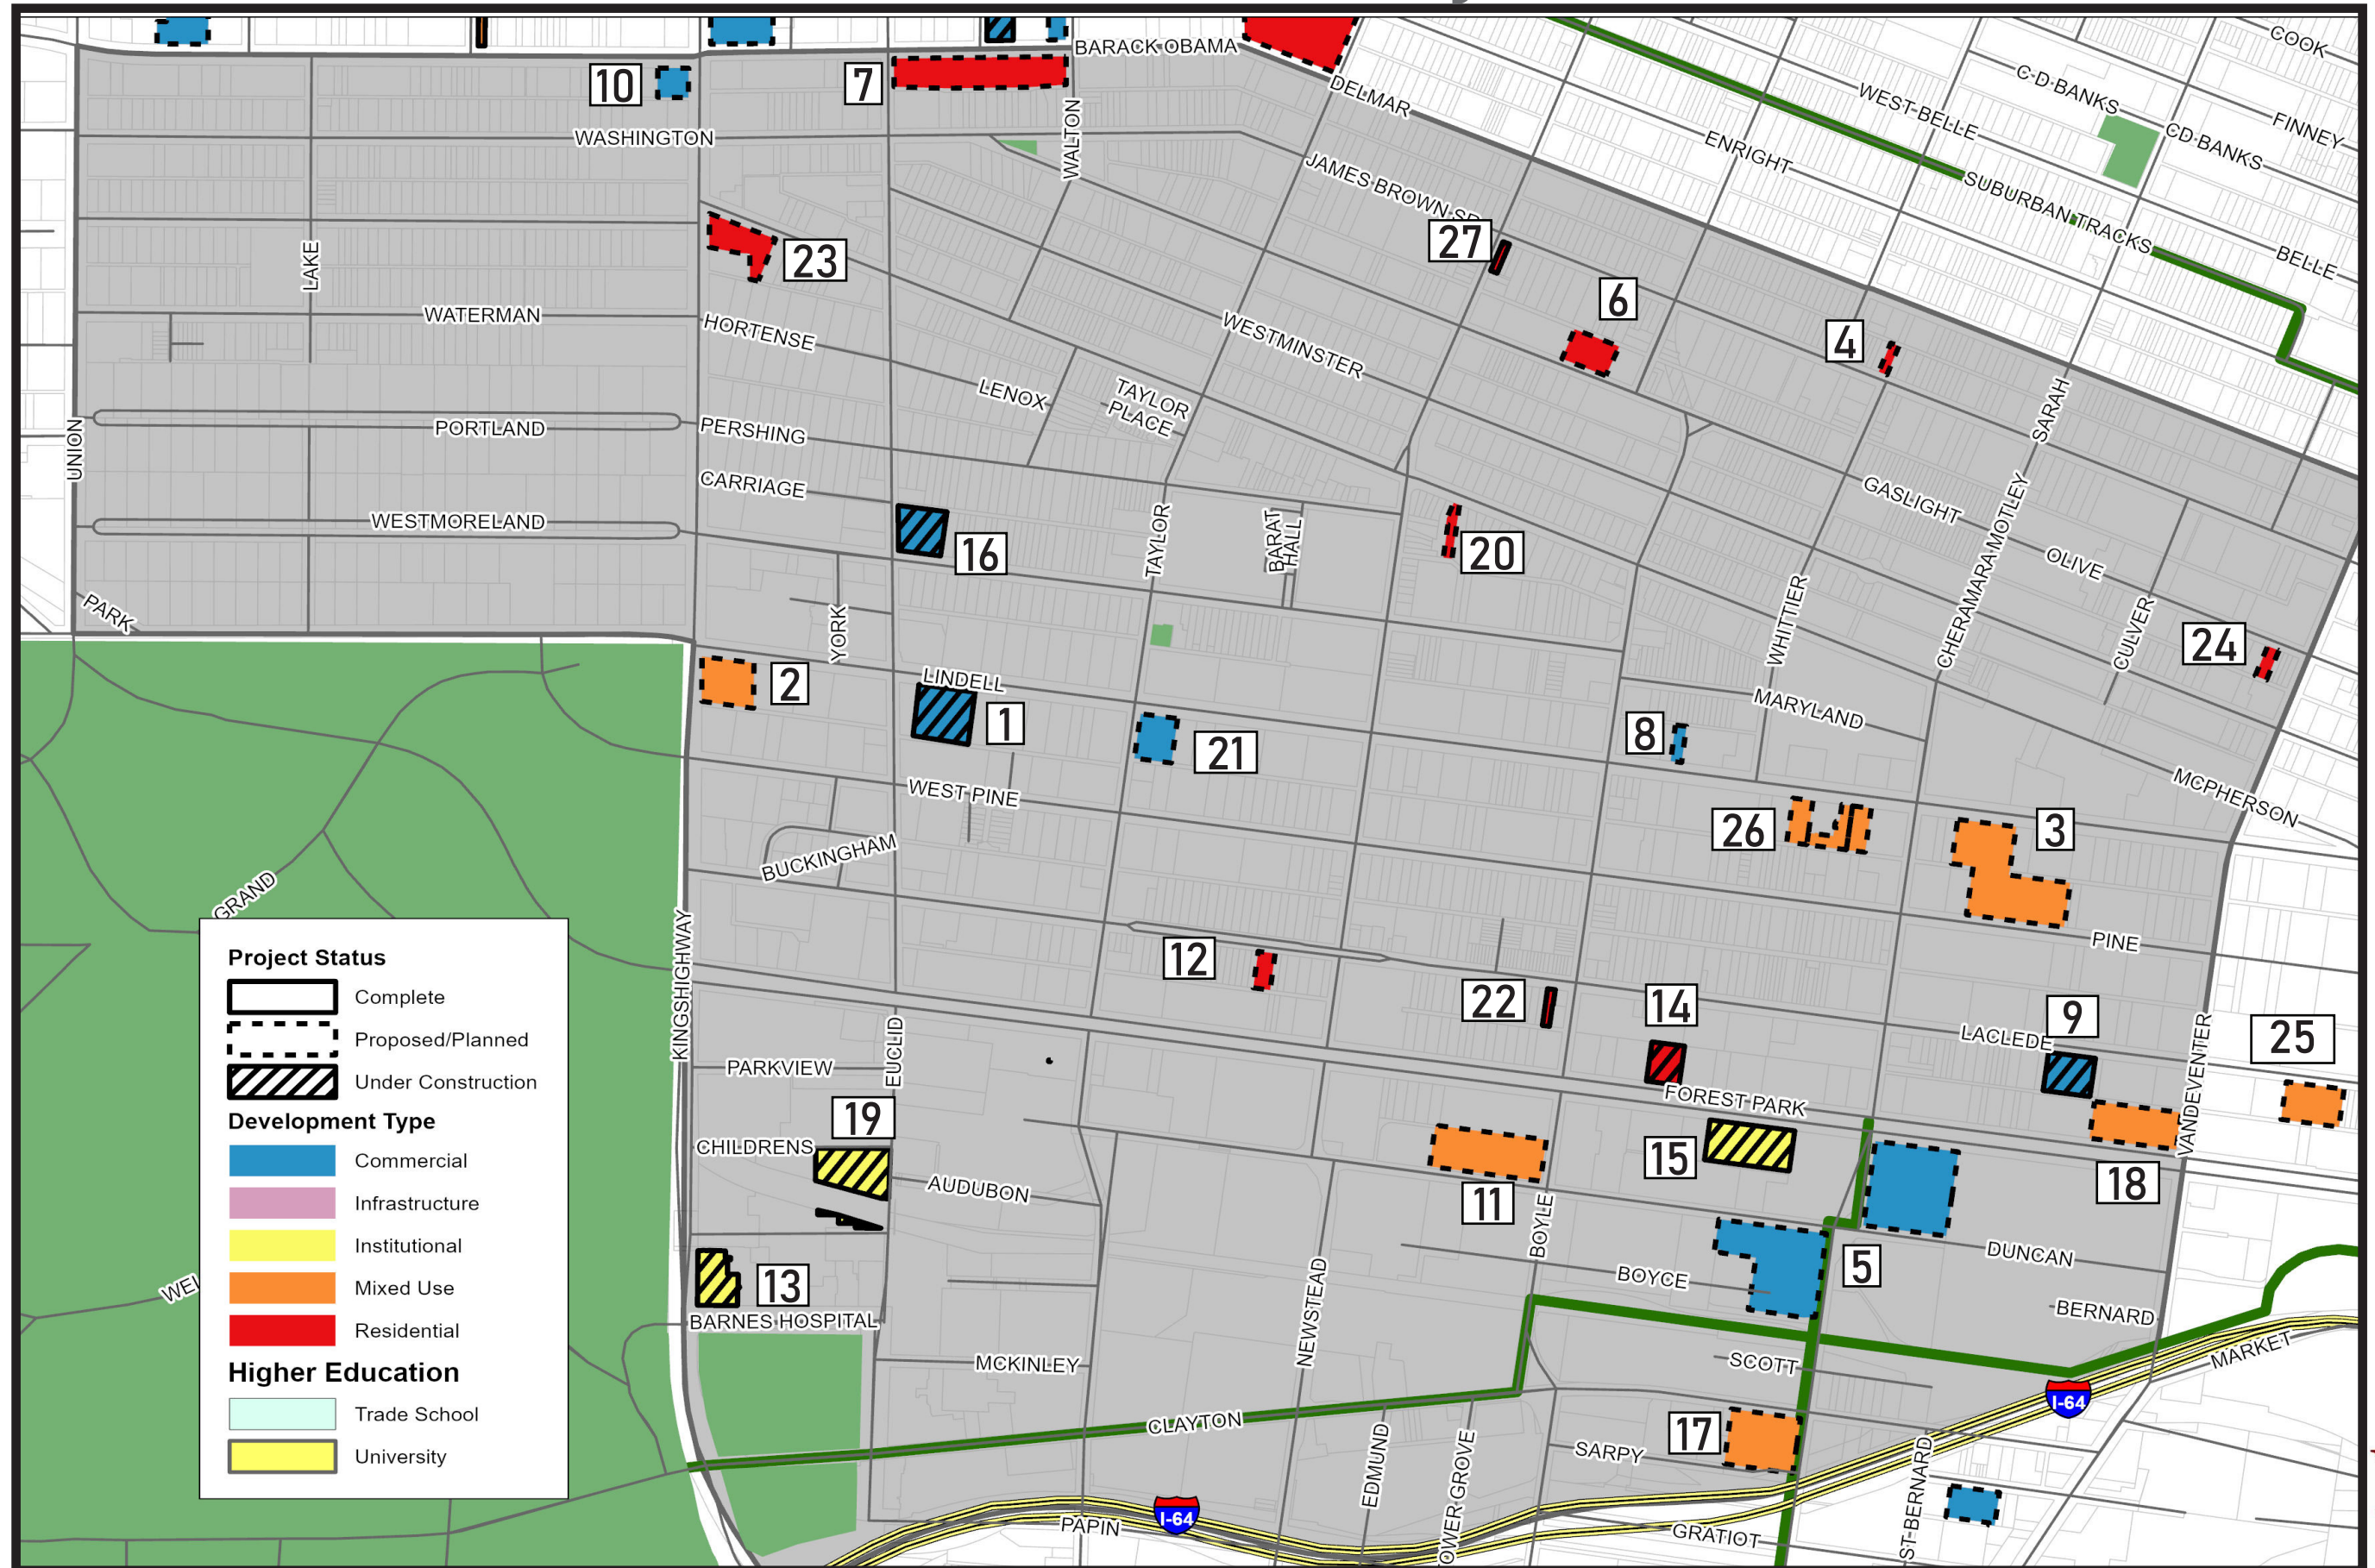 COOK
BARACK OBAMA
10
7
DELMAR
C D BANKS
WEST BELLE
FINNEY
CD BANKS
WASHINGTON
WALTON
ENRIGHT
JAMES BROWN
SUBURBAN TRACKS
BELLE
27
23
LAKE
6
WATERMAN
HORTENSE
WESTMINSTER
4
LENOX
TAYLOR
PLACE
SARAH
PORTLAND
PERSHING
UNION
CARRIAGE
GASLIGHT
WESTMORELAND
16
TAYLOR
BARAT
HALL
20
CHERAMARA MOTLEY
OLIVE
PARK
YORK
WHITTIER
CULVER
24
2
LINDELL
1
21
8
MARYLAND
WEST PINE
MCPHERSON
BUCKINGHAM
26
3
GRAND
PINE
KINGSHIGHWAY
12
22
14
9
LACLEDE
25
VANDEVENTER
EUCLID
PARKVIEW
FOREST PARK
19
CHILDRENS
AUDUBON
15
11
18
BOYLE
5
DUNCAN
13
BARNES HOSPITAL
NEWSTEAD
BOYCE
BERNARD
MCKINLEY
SCOTT
MARKET
I-64
CLAYTON
17
EDMUND
OWER GROVE
SARPY
ST BERNARD
I-64
PAPIN
GRATIOT
WEL
Project Status
Complete
Proposed/Planned
Under Construction
Development Type
Commercial
Infrastructure
Institutional
Mixed Use
Residential
Higher Education
Trade School
University